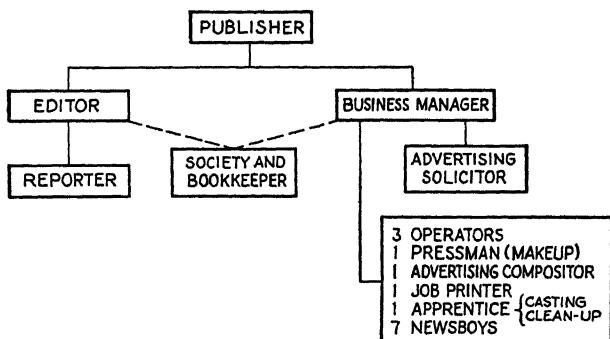 PUBLISHER
EDITOR
BUSINESS MANAGER
REPORTER
SOCIETY AND
BOOKKEEPER
ADVERTISING
SOLICITOR
3 OPERATORS
1 PRESSMAN (MAKEUP)
1 ADVERTISING COMPOSITOR
1 JOB PRINTER
1 APPRENTICE { CASTING
CLEAN-UP
7 NEWSBOYS